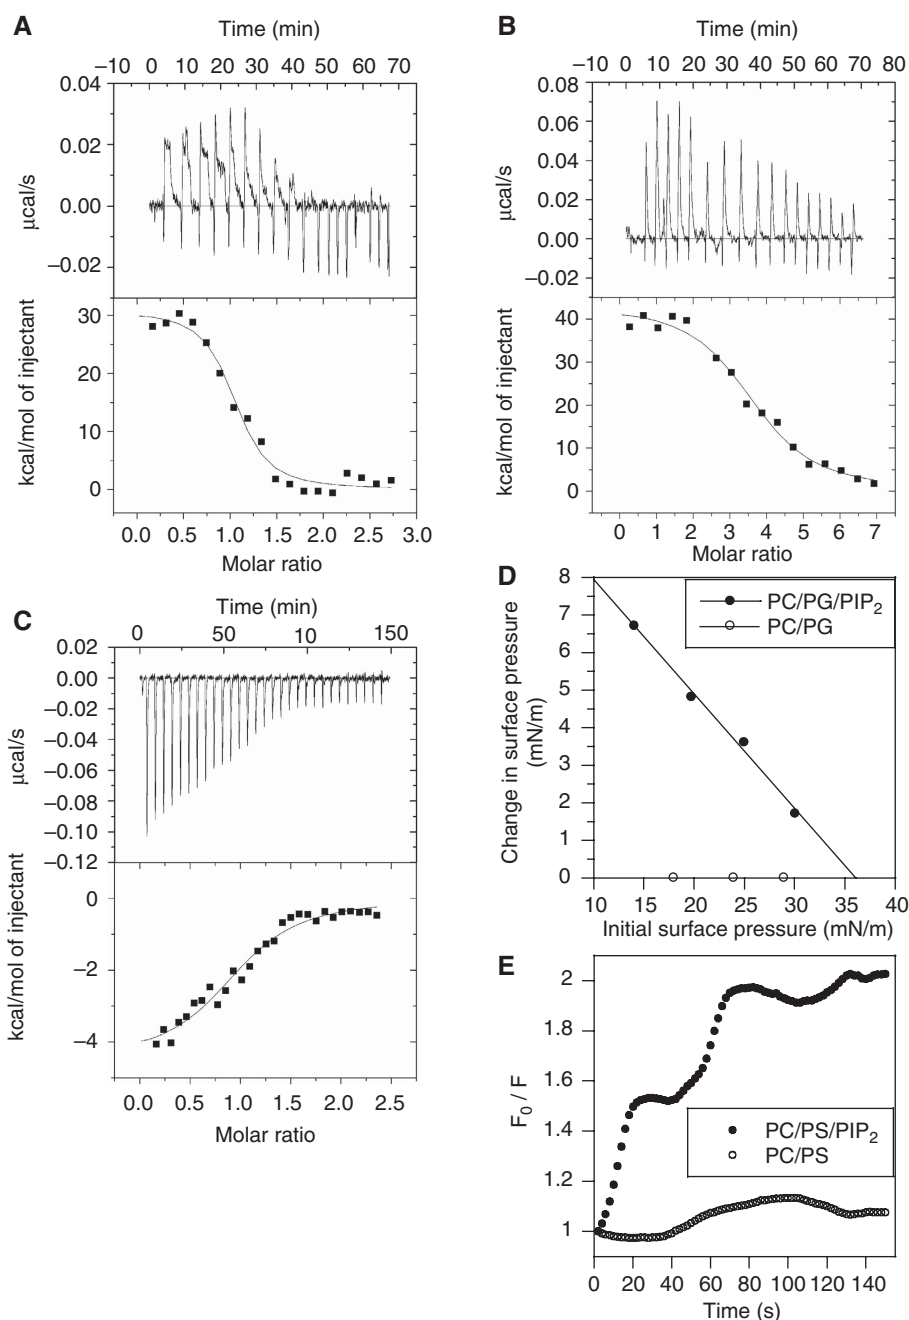 A
Time (min)
−10 0 10 20 30 40 50 60 70
0.04
0.02
0.00
−0.02
μcal/s
30
20
10
0
kcal/mol of injectant
0.0 0.5 1.0 1.5 2.0 2.5 3.0
Molar ratio
B
Time (min)
−10 0 10 20 30 40 50 60 70 80
0.08
0.06
0.04
0.02
0.00
−0.02
μcal/s
40
30
20
10
0
kcal/mol of injectant
0 1 2 3 4 5 6 7
Molar ratio
C
Time (min)
0 50 100 150
0.02
0.00
−0.02
−0.04
−0.06
−0.08
−0.10
−0.12
μcal/s
0
−2
−4
kcal/mol of injectant
0.0 0.5 1.0 1.5 2.0 2.5
Molar ratio
D
8
7
6
5
4
3
2
1
0
Change in surface pressure
(mN/m)
PC/PG/PIP₂
PC/PG
10 15 20 25 30 35 40
Initial surface pressure (mN/m)
E
2
1.8
1.6
1.4
1.2
1
F₀ / F
PC/PS/PIP₂
PC/PS
0 20 40 60 80 100 120 140
Time (s)